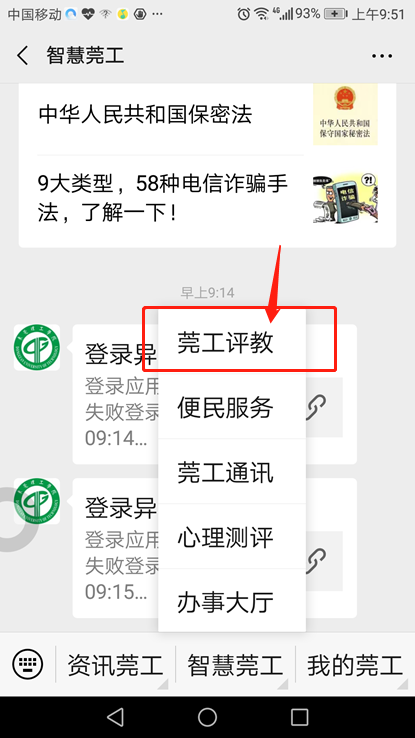 中国移动 4G 93% 上午9:51
智慧莞工
中华人民共和国保密法
中华人民共和国
保守国家秘密法
9大类型，58种电信诈骗手
法，了解一下！
电信
诈骗
早上9:14
莞工评教
登录异
登录应用
失败登录
09:14...
便民服务
莞工通讯
登录异
登录应用
失败登录
09:15...
心理测评
办事大厅
资讯莞工
智慧莞工
我的莞工